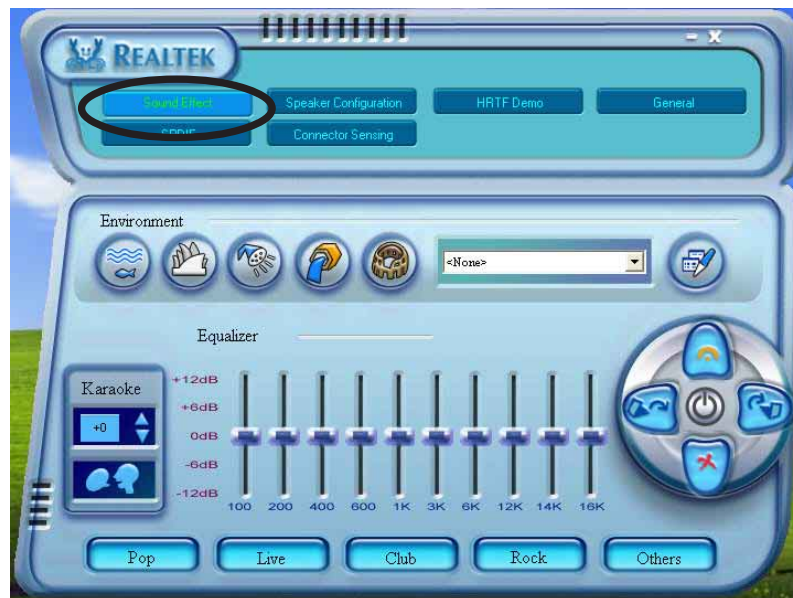 REALTEK
- x
Sound Effect Speaker Configuration HRTF Demo General
SPDIF Connector Sensing
Environment
<None>
Equalizer
Karaoke
+0
+12dB
+6dB
0dB
-6dB
-12dB
100 200 400 600 1K 3K 6K 12K 14K 16K
Pop Live Club Rock Others